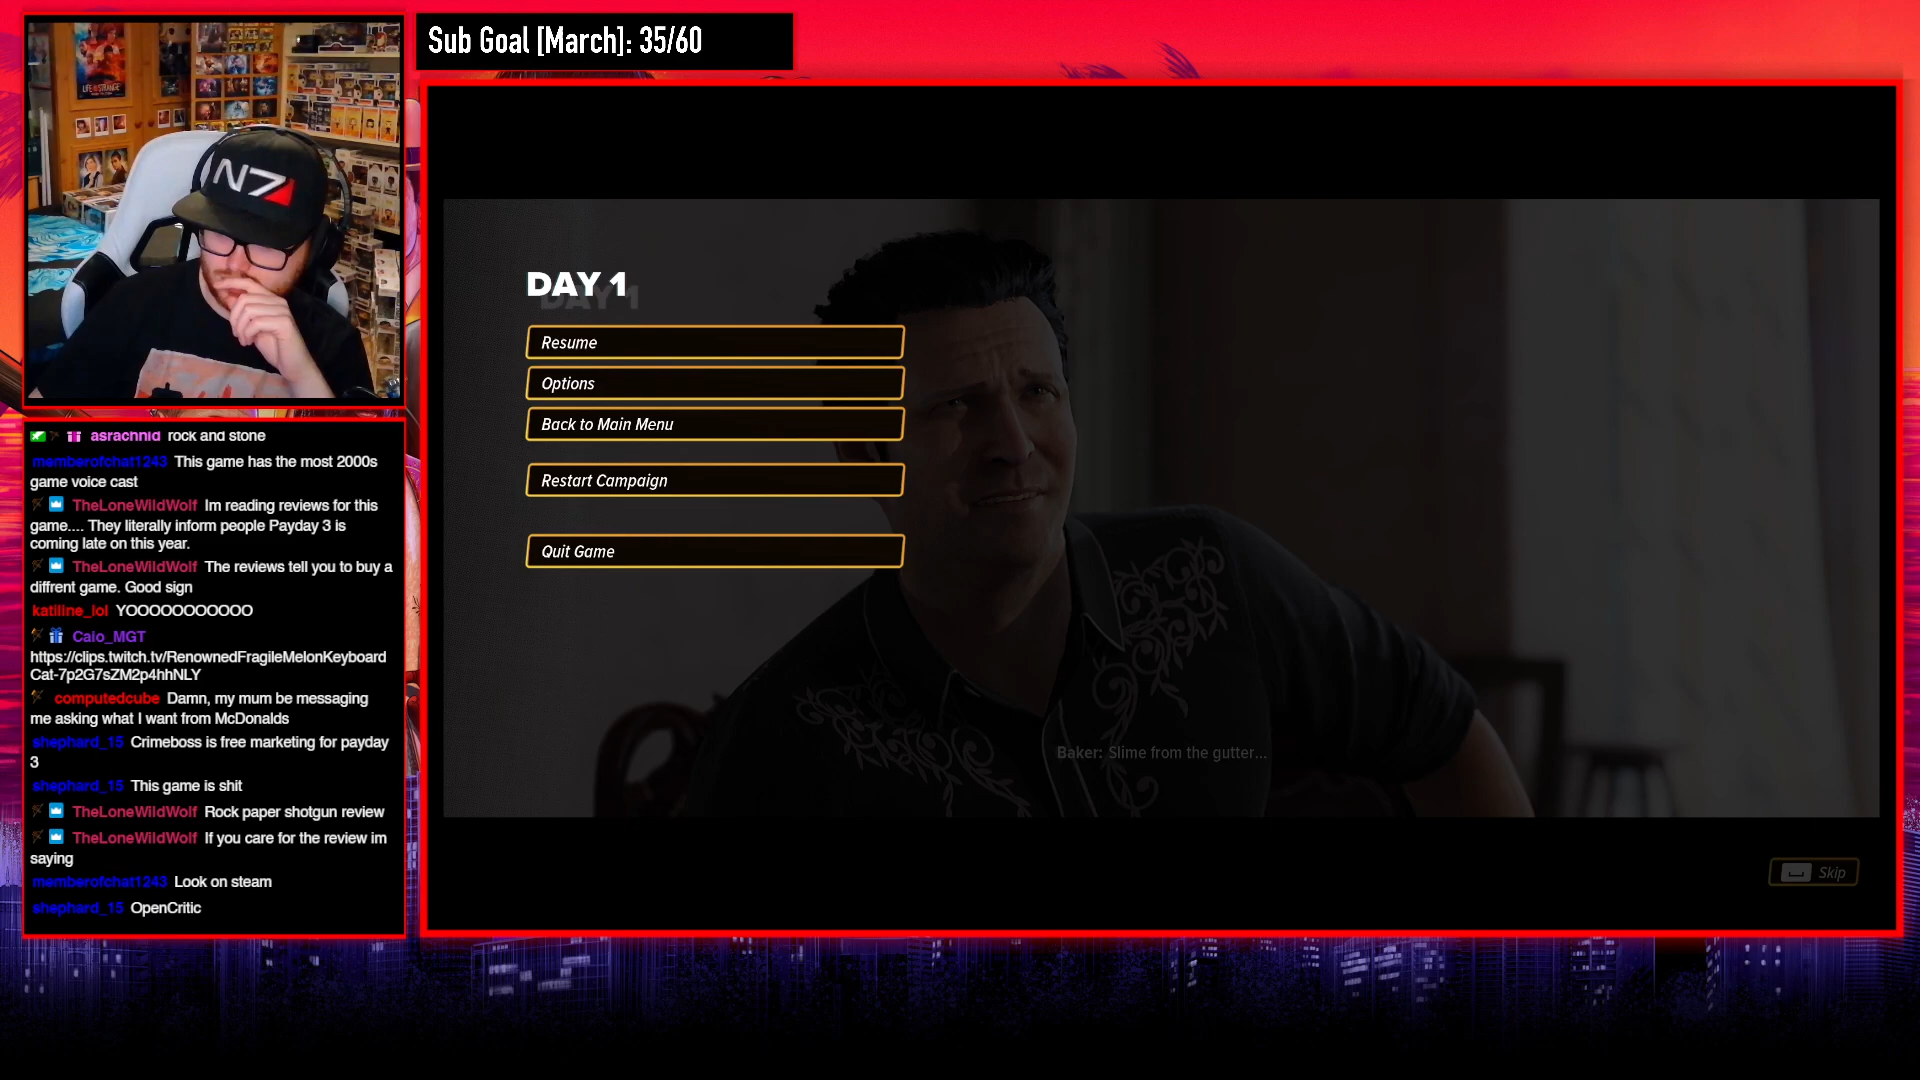 Sub Goal [March]: 35/60
LIFE IS STRANGE
N7
asrachnid rock and stone
memberofchat1243 This game has the most 2000s
game voice cast
TheLoneWildWolf Im reading reviews for this
game.... They literally inform people Payday 3 is
coming late on this year.
TheLoneWildWolf The reviews tell you to buy a
diffrent game. Good sign
katiline_lol YOOOOOOOOOOO
Caio_MGT
https://clips.twitch.tv/RenownedFragileMelonKeyboard
Cat-7p2G7sZM2p4hhNLY
computedcube Damn, my mum be messaging
me asking what I want from McDonalds
shephard_15 Crimeboss is free marketing for payday
3
shephard_15 This game is shit
TheLoneWildWolf Rock paper shotgun review
TheLoneWildWolf If you care for the review im
saying
memberofchat1243 Look on steam
shephard_15 OpenCritic
DAY 1
Resume
Options
Back to Main Menu
Restart Campaign
Quit Game
Baker: Slime from the gutter...
Skip